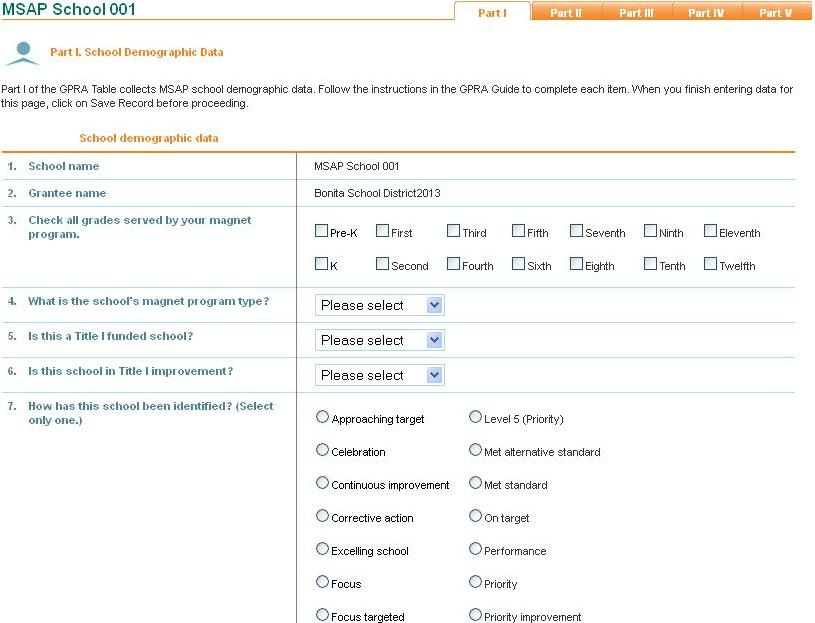 MSAP School 001
Part I Part II Part III Part IV Part V
Part I. School Demographic Data
Part I of the GPRA Table collects MSAP school demographic data. Follow the instructions in the GPRA Guide to complete each item. When you finish entering data for
this page, click on Save Record before proceeding.
School demographic data
1. School name MSAP School 001
2. Grantee name Bonita School District2013
3. Check all grades served by your magnet
program.
Pre-K First Third Fifth Seventh Ninth Eleventh
K Second Fourth Sixth Eighth Tenth Twelfth
4. What is the school's magnet program type? Please select
5. Is this a Title I funded school? Please select
6. Is this school in Title I improvement? Please select
7. How has this school been identified? (Select
only one.)
Approaching target Level 5 (Priority)
Celebration Met alternative standard
Continuous improvement Met standard
Corrective action On target
Excelling school Performance
Focus Priority
Focus targeted Priority improvement